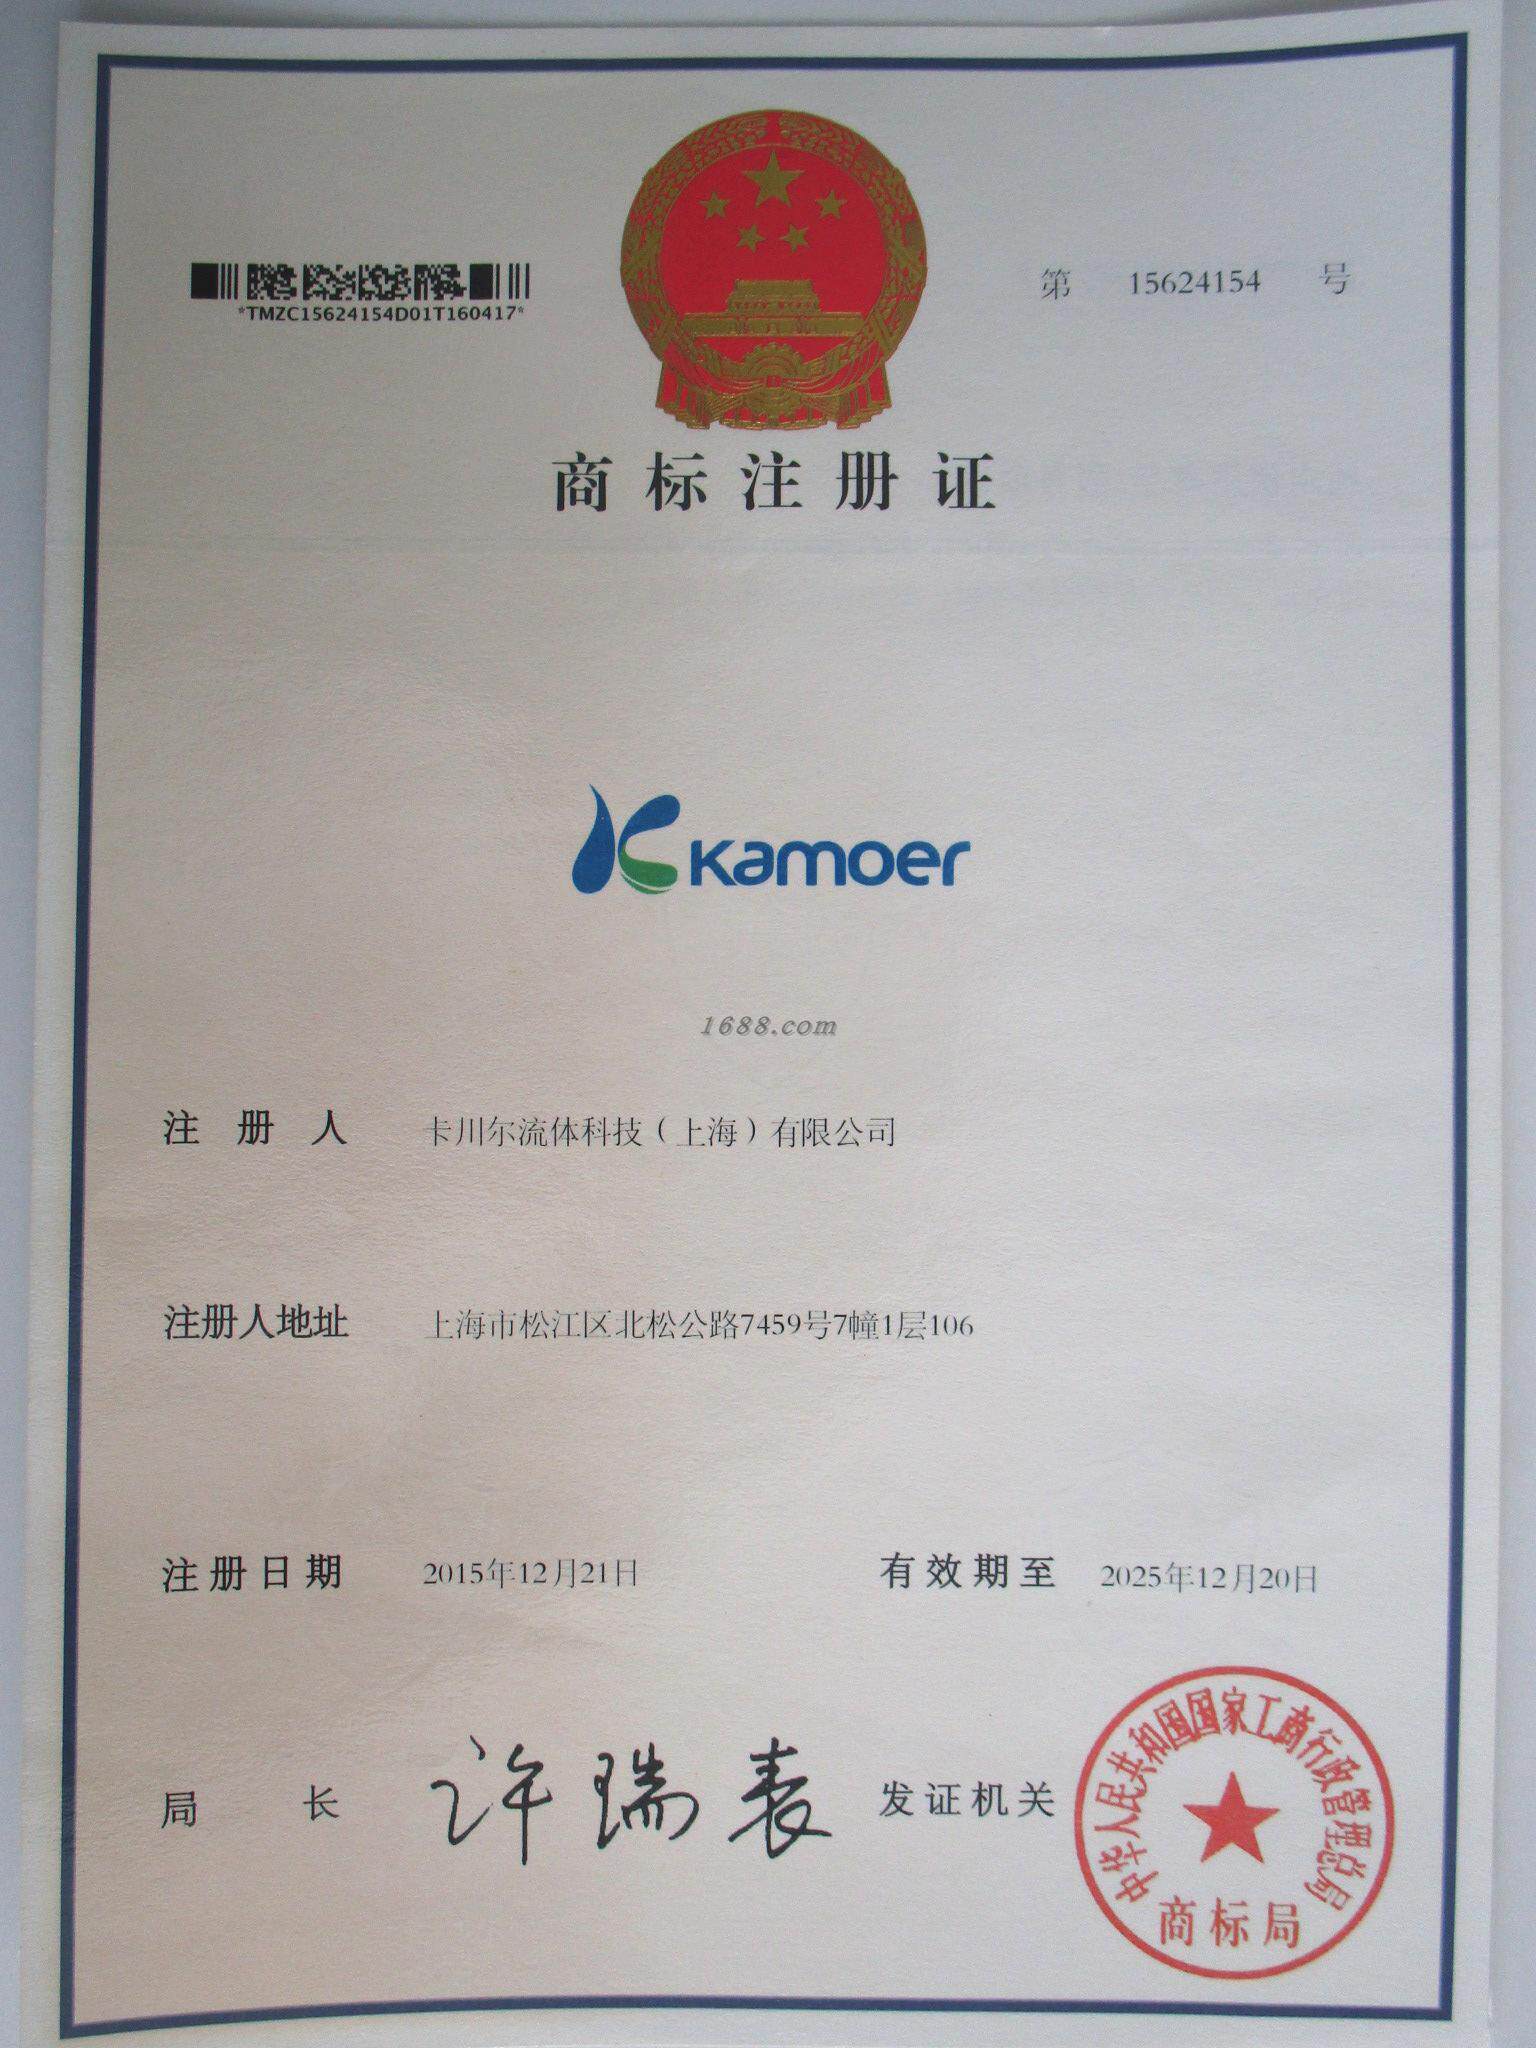 *TMZC15624154D01T160417*
第 15624154 号
商标注册证
Kamoer
1688.com
注册人 卡川尔流体科技(上海)有限公司
注册人地址 上海市松江区北松公路7459号7幢1层106
注册日期 2015年12月21日 有效期至 2025年12月20日
局长 许瑞表 发证机关
中华人民共和国国家工商行政管理总局
商标局